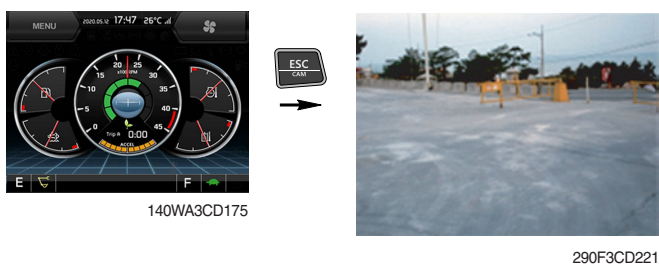 MENU 2020.05.12 17:47 26°C
20 25
15 x100 RPM 30
10 35
5 40
0 45
Trip A 0:00
ACCEL
E F
140WA3CD175
ESC
CAM
290F3CD221